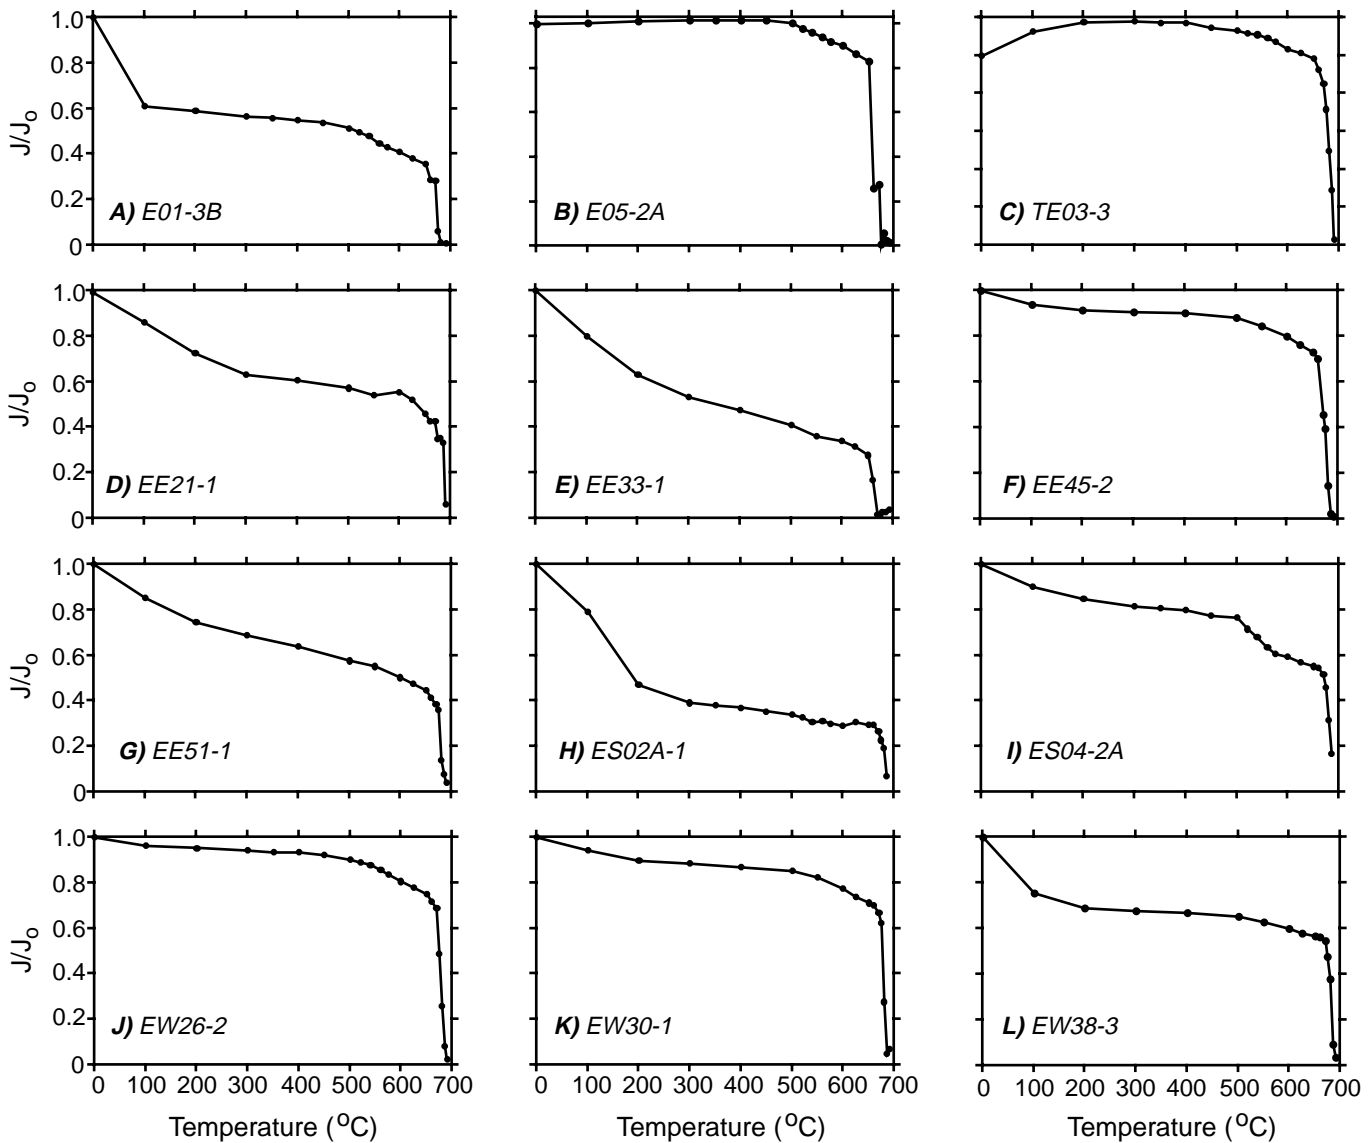 1.0
0.8
0.6
0.4
0.2
0
J/Jo
A) E01-3B
B) E05-2A
C) TE03-3
1.0
0.8
0.6
0.4
0.2
0
J/Jo
D) EE21-1
E) EE33-1
F) EE45-2
1.0
0.8
0.6
0.4
0.2
0
J/Jo
G) EE51-1
H) ES02A-1
I) ES04-2A
1.0
0.8
0.6
0.4
0.2
0
J/Jo
J) EW26-2
K) EW30-1
L) EW38-3
0 100 200 300 400 500 600 700
0 100 200 300 400 500 600 700
0 100 200 300 400 500 600 700
Temperature (OC)
Temperature (OC)
Temperature (OC)